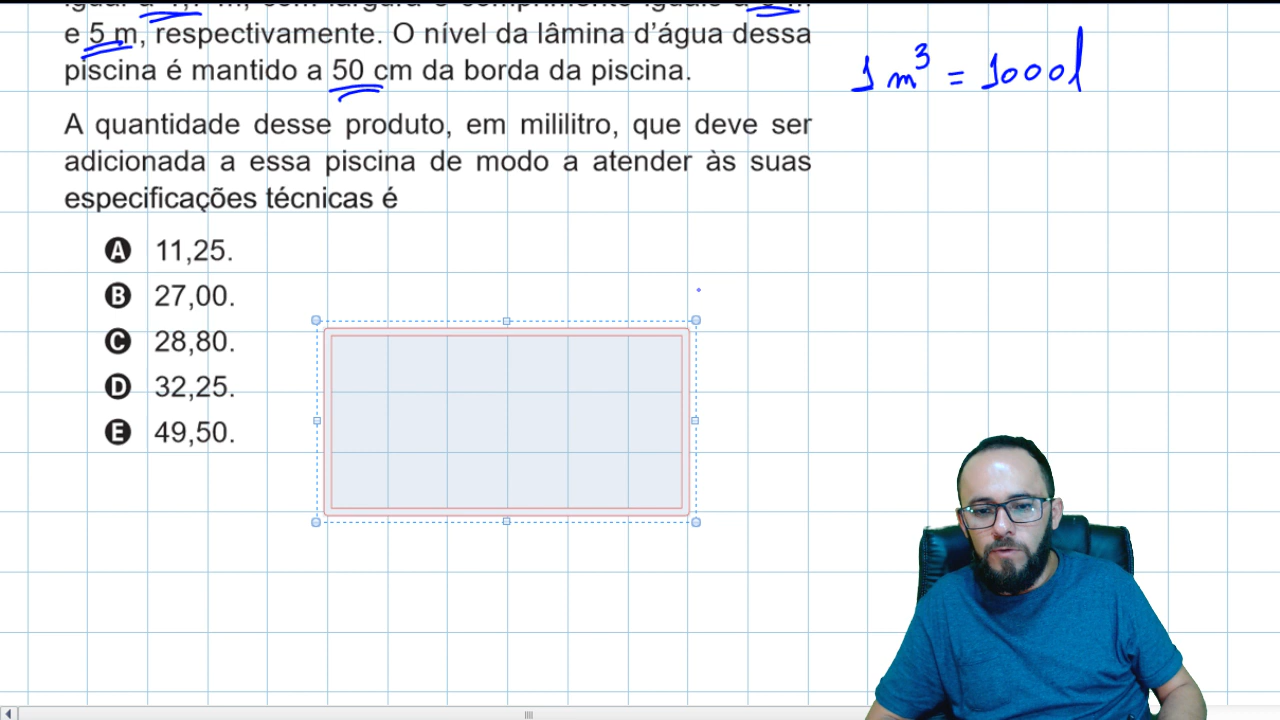 e 5 m, respectivamente. O nível da lâmina d'água dessa
piscina é mantido a 50 cm da borda da piscina.
A quantidade desse produto, em mililitro, que deve ser
adicionada a essa piscina de modo a atender às suas
especificações técnicas é
A 11,25.
B 27,00.
C 28,80.
D 32,25.
E 49,50.
1 m³ = 1000l